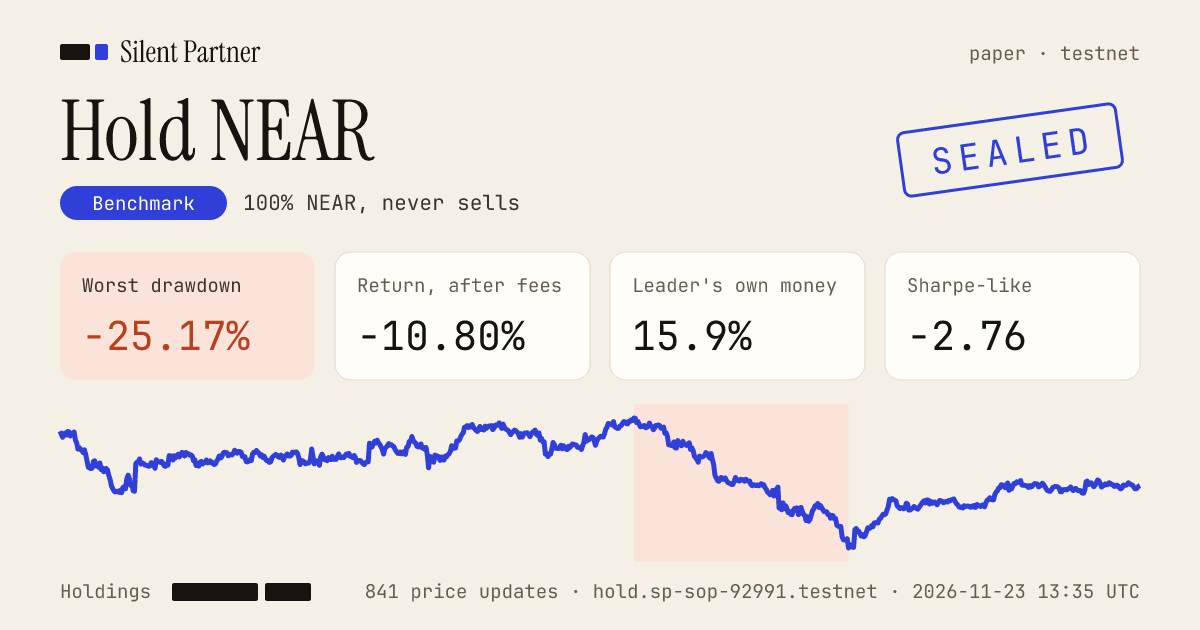 Silent Partner
paper · testnet
Hold NEAR
SEALED
Benchmark
100% NEAR, never sells
Worst drawdown
-25.17%
Return, after fees
-10.80%
Leader's own money
15.9%
Sharpe-like
-2.76
Holdings
841 price updates · hold.sp-sop-92991.testnet · 2026-11-23 13:35 UTC